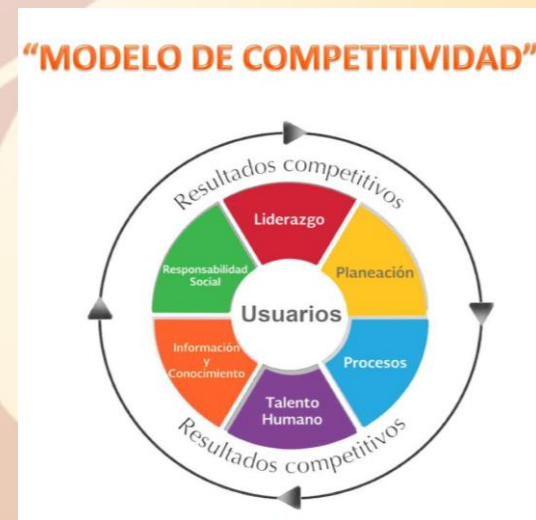 “MODELO DE COMPETITIVIDAD”
Resultados competitivos
Liderazgo
Responsabilidad
Social
Planeación
Usuarios
Información
y
Conocimiento
Procesos
Talento
Humano
Resultados competitivos